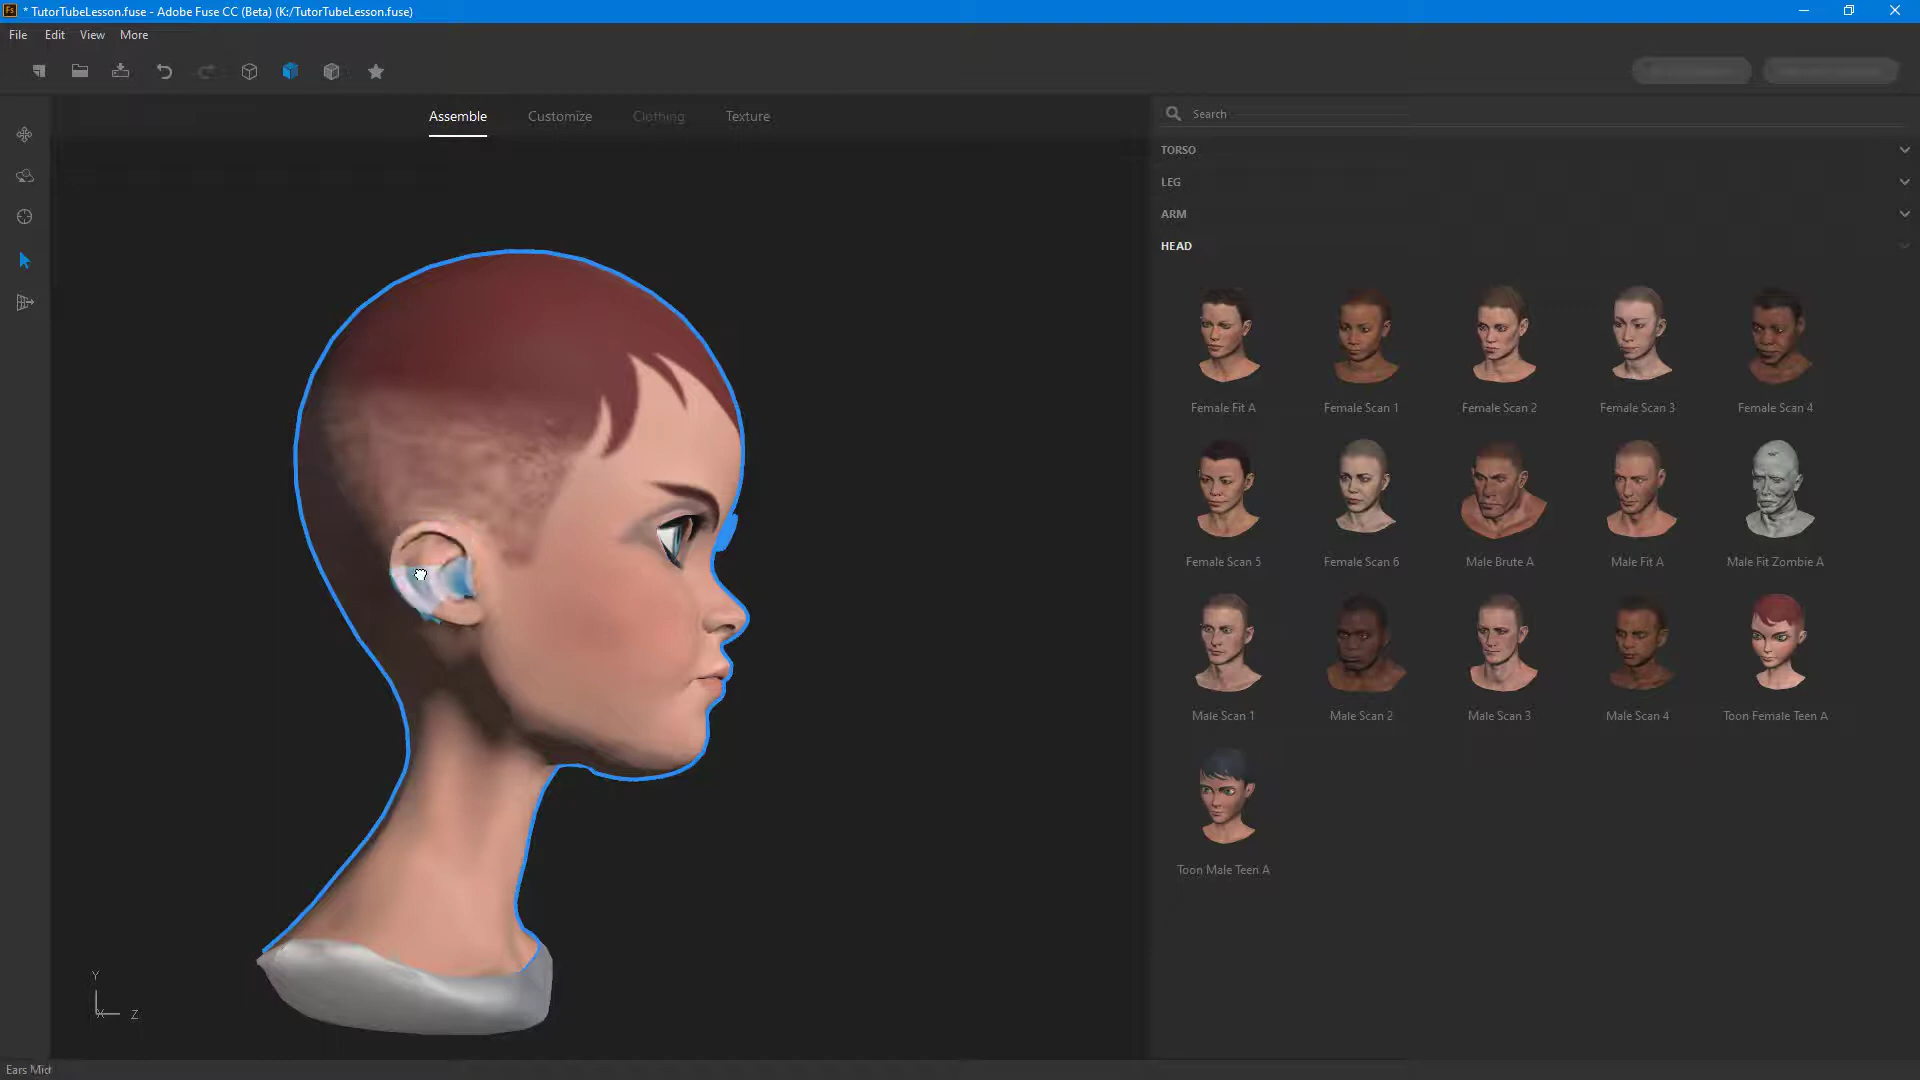 Fs * TutorTubeLesson.fuse - Adobe Fuse CC (Beta) (K:/TutorTubeLesson.fuse)
File Edit View More
Assemble Customize Clothing Texture
Search
TORSO
LEG
ARM
HEAD
Female Fit A Female Scan 1 Female Scan 2 Female Scan 3 Female Scan 4
Female Scan 5 Female Scan 6 Male Brute A Male Fit A Male Fit Zombie A
Male Scan 1 Male Scan 2 Male Scan 3 Male Scan 4 Toon Female Teen A
Toon Male Teen A
Y
X Z
Ears Mid